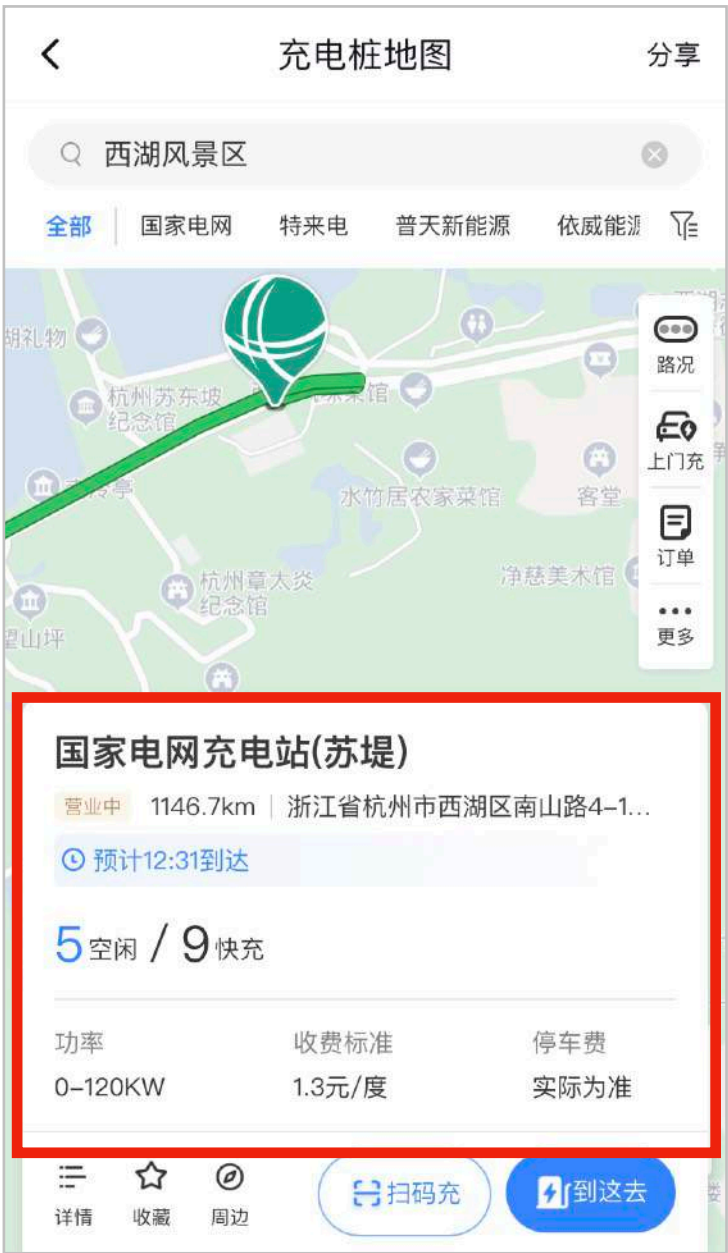 充电桩地图
分享
西湖风景区
全部
国家电网
特来电
普天新能源
依威能源
湖礼物
路况
杭州苏东坡
纪念馆
上门充
水竹居农家菜馆
客堂
订单
杭州章太炎
纪念馆
净慈美术馆
望山坪
更多
国家电网充电站(苏堤)
营业中 1146.7km 浙江省杭州市西湖区南山路4-1...
预计12:31到达
5空闲 / 9快充
功率 收费标准 停车费
0-120KW 1.3元/度 实际为准
详情 收藏 周边 扫码充 到这去